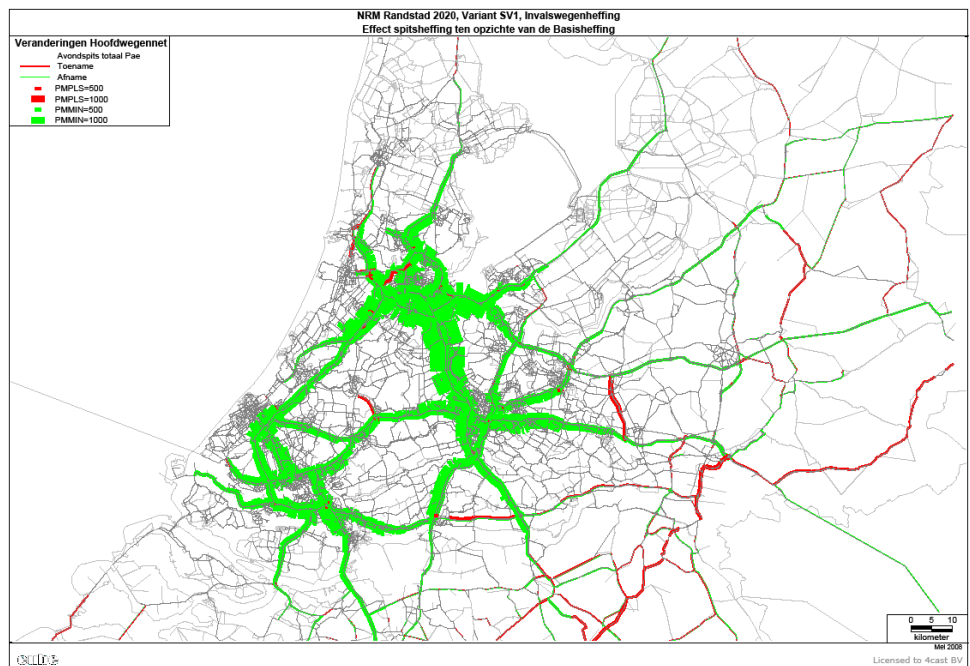 NRM Randstad 2020, Variant SV1, Invalswegenheffing
Effect spitsheffing ten opzichte van de Basisheffing
Veranderingen Hoofdwegennet
Avondspits totaal Pae
Toename
Afname
PMPLS=500
PMPLS=1000
PMMIN=500
PMMIN=1000
0 5 10
kilometer
Mei 2008
cube
Licensed to 4cast BV